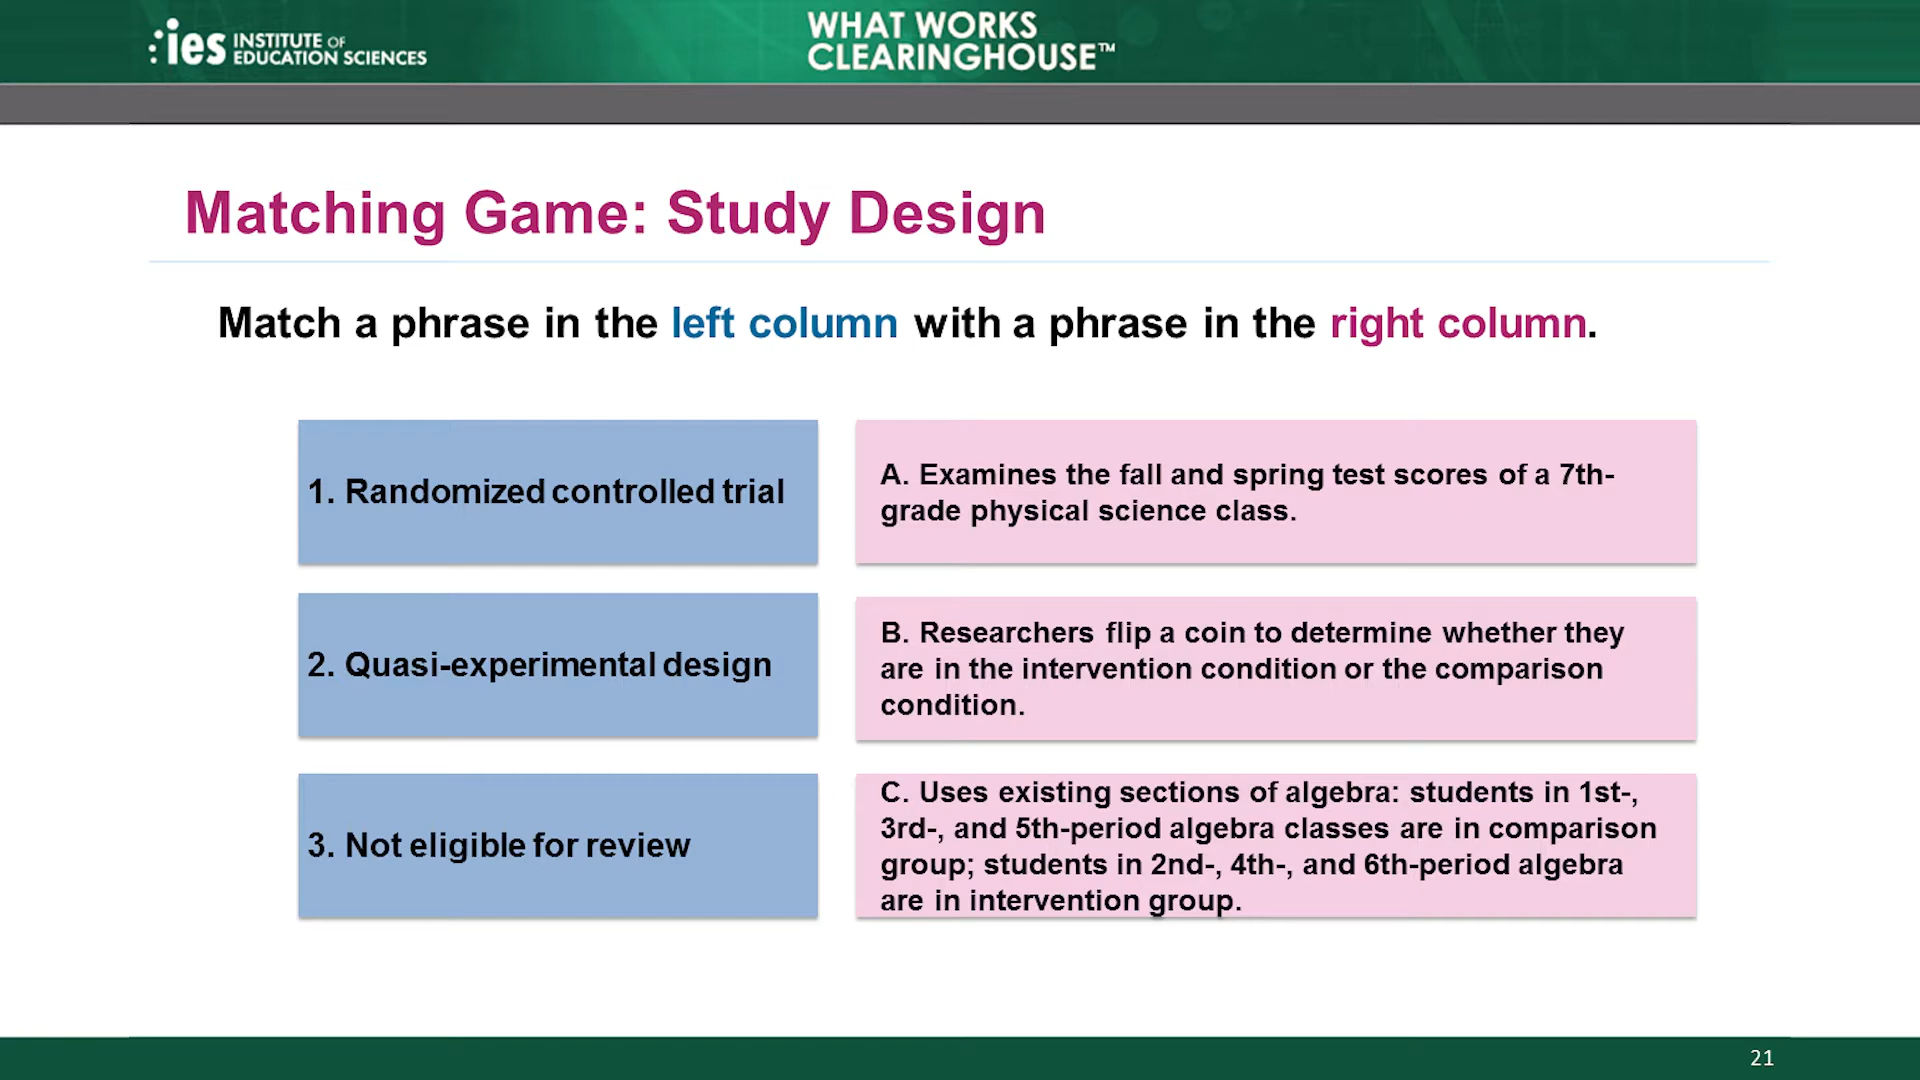 ies INSTITUTE OF
EDUCATION SCIENCES
WHAT WORKS
CLEARINGHOUSE™
Matching Game: Study Design
Match a phrase in the left column with a phrase in the right column.
1. Randomized controlled trial
A. Examines the fall and spring test scores of a 7th-
grade physical science class.
2. Quasi-experimental design
B. Researchers flip a coin to determine whether they
are in the intervention condition or the comparison
condition.
3. Not eligible for review
C. Uses existing sections of algebra: students in 1st-,
3rd-, and 5th-period algebra classes are in comparison
group; students in 2nd-, 4th-, and 6th-period algebra
are in intervention group.
21